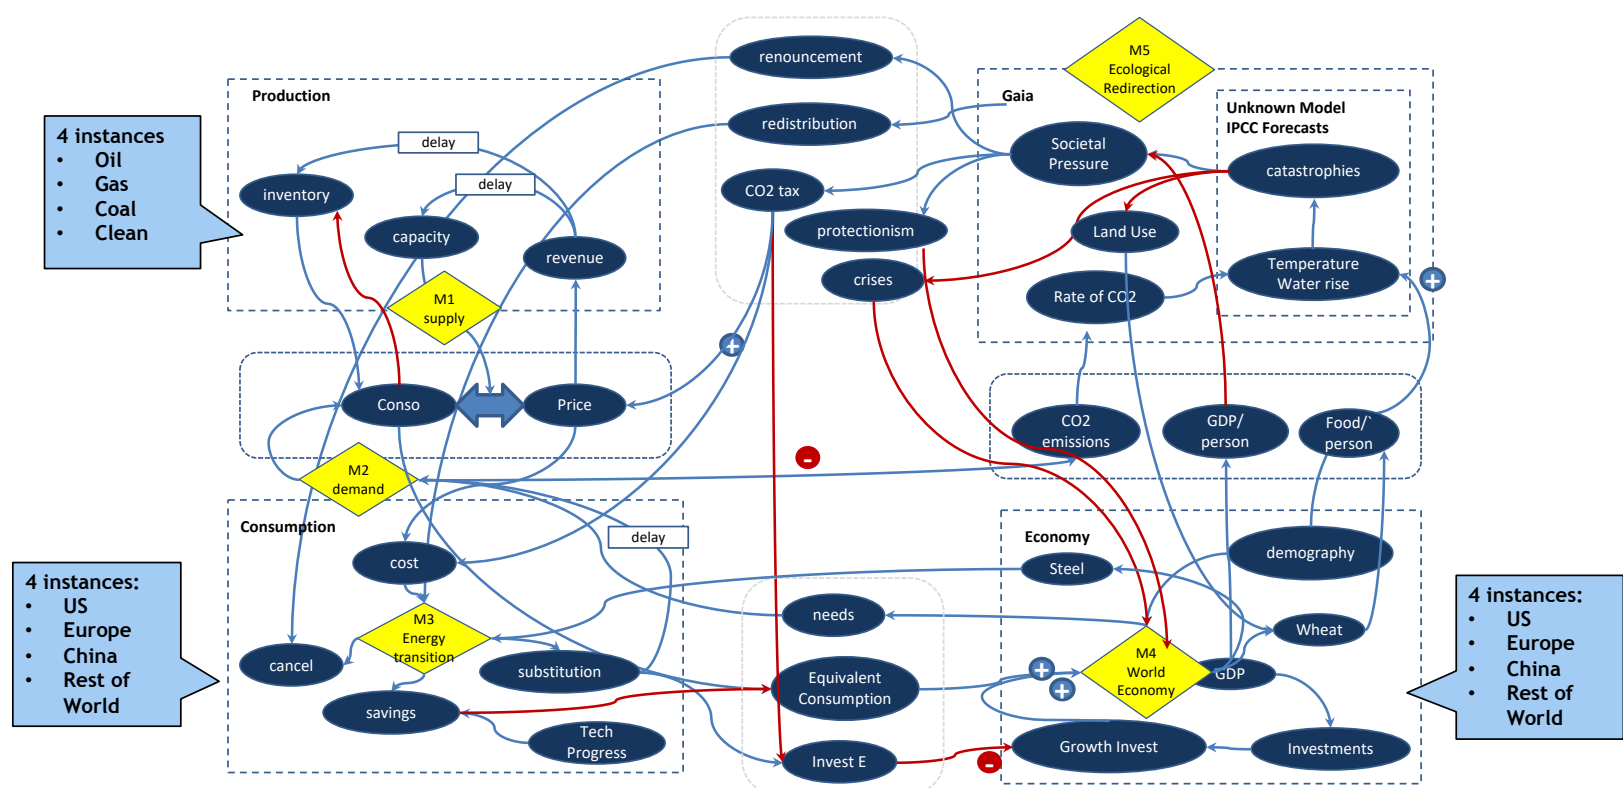 renouncement
M5
Ecological
Redirection
Production
Gaia
Unknown Model
IPCC Forecasts
4 instances
• Oil
• Gas
• Coal
• Clean
delay
redistribution
Societal
Pressure
catastrophies
inventory
delay
CO2 tax
capacity
revenue
protectionism
Land Use
Temperature
Water rise
crises
Rate of CO2
+
M1
supply
+
Conso
Price
CO2
emissions
GDP/
person
Food/`
person
M2
demand
-
Consumption
delay
Economy
cost
Steel
demography
4 instances:
• US
• Europe
• China
• Rest of
World
M3
Energy
transition
needs
Wheat
4 instances:
• US
• Europe
• China
• Rest of
World
cancel
substitution
Equivalent
Consumption
+
+
M4
World
Economy
GDP
savings
Tech
Progress
Invest E
-
Growth Invest
Investments